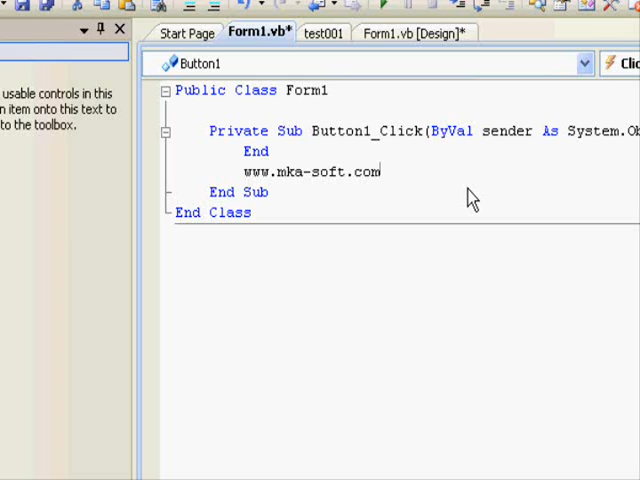 Start Page
Form1.vb*
test001
Form1.vb [Design]*
Button1
Clic
usable controls in this
n item onto this text to
to the toolbox.
Public Class Form1
Private Sub Button1_Click(ByVal sender As System.Ob
End
www.mka-soft.com
End Sub
End Class